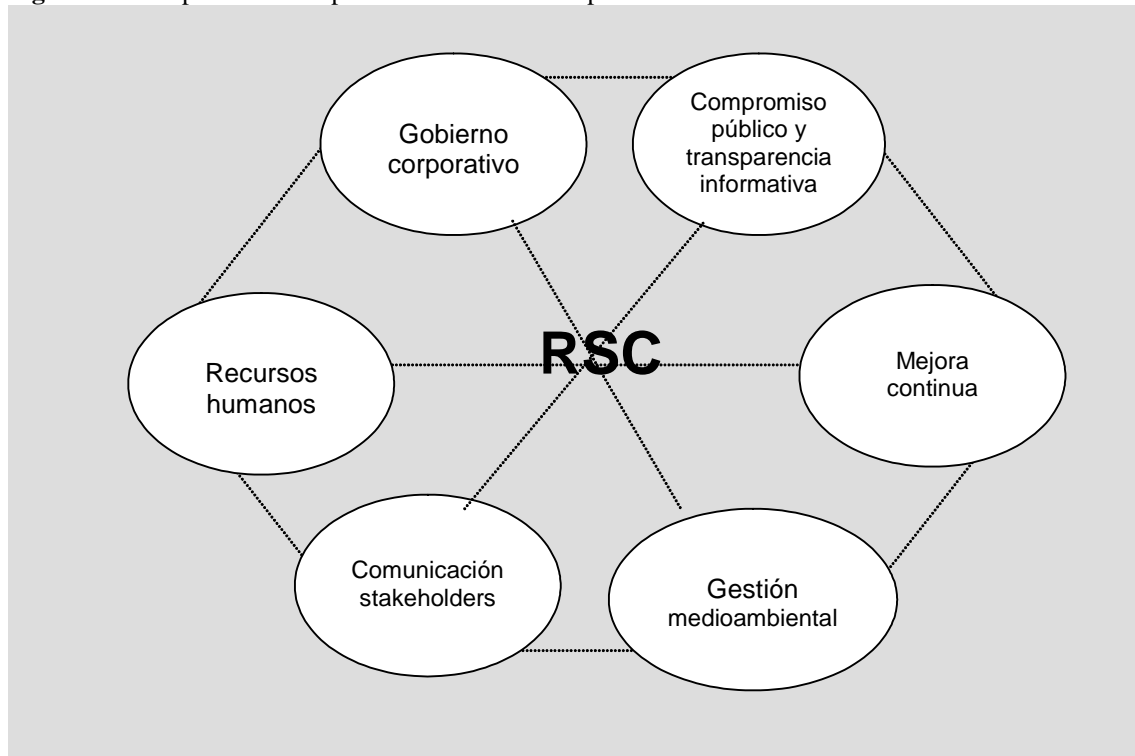 Gobierno
corporativo
Compromiso
público y
transparencia
informativa
RSC
Recursos
humanos
Mejora
continua
Comunicación
stakeholders
Gestión
medioambiental